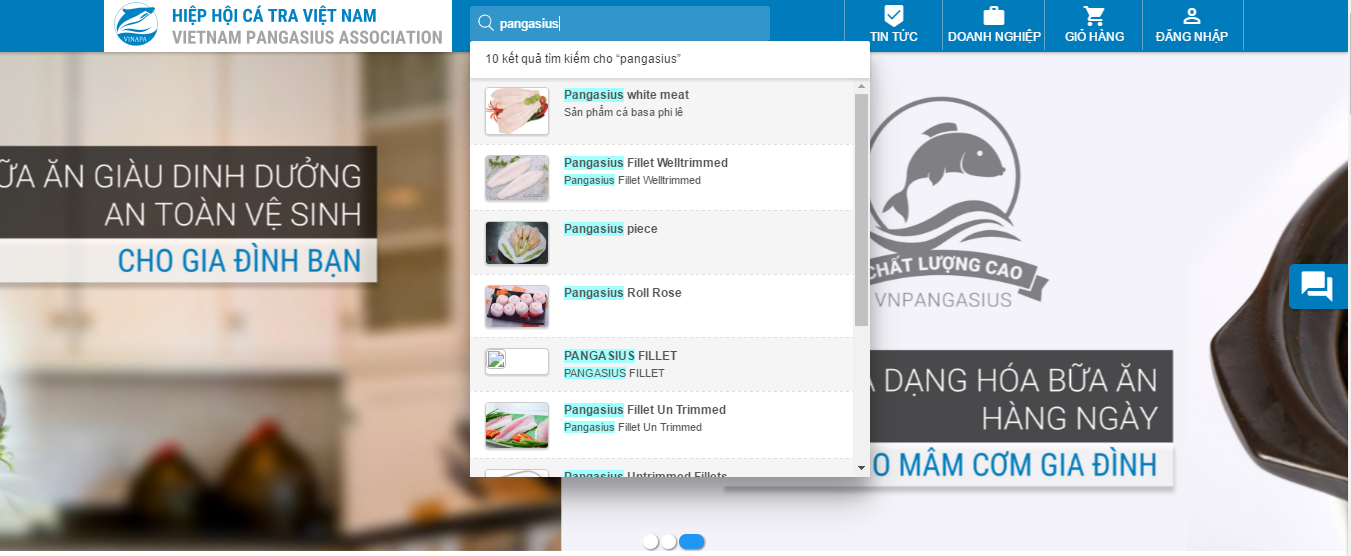 HIỆP HỘI CÁ TRA VIỆT NAM
VIETNAM PANGASIUS ASSOCIATION
VINAPA
pangasius
TIN TỨC
DOANH NGHIỆP
GIỎ HÀNG
ĐĂNG NHẬP
10 kết quả tìm kiếm cho “pangasius”
Pangasius white meat
Sản phẩm cá basa phi lê
Pangasius Fillet Welltrimmed
Pangasius Fillet Welltrimmed
Pangasius piece
Pangasius Roll Rose
PANGASIUS FILLET
PANGASIUS FILLET
Pangasius Fillet Un Trimmed
Pangasius Fillet Un Trimmed
Pangasius Untrimmed Fillets
ĂN GIÀU DINH DƯỠNG
AN TOÀN VỆ SINH
CHO GIA ĐÌNH BẠN
CHẤT LƯỢNG CAO
VNPANGASIUS
DẠNG HÓA BỮA ĂN
HÀNG NGÀY
MÂM CƠM GIA ĐÌNH